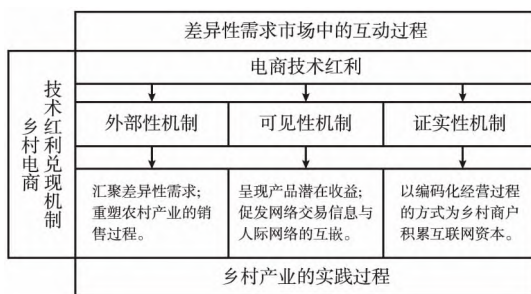 差异性需求市场中的互动过程
电商技术红利
乡村电商
技术红利兑现机制
外部性机制
可见性机制
证实性机制
汇聚差异性需求;
重塑农村产业的销
售过程。
呈现产品潜在收益;
促发网络交易信息与
人际网络的互嵌。
以编码化经营过程
的方式为乡村商户
积累互联网资本。
乡村产业的实践过程